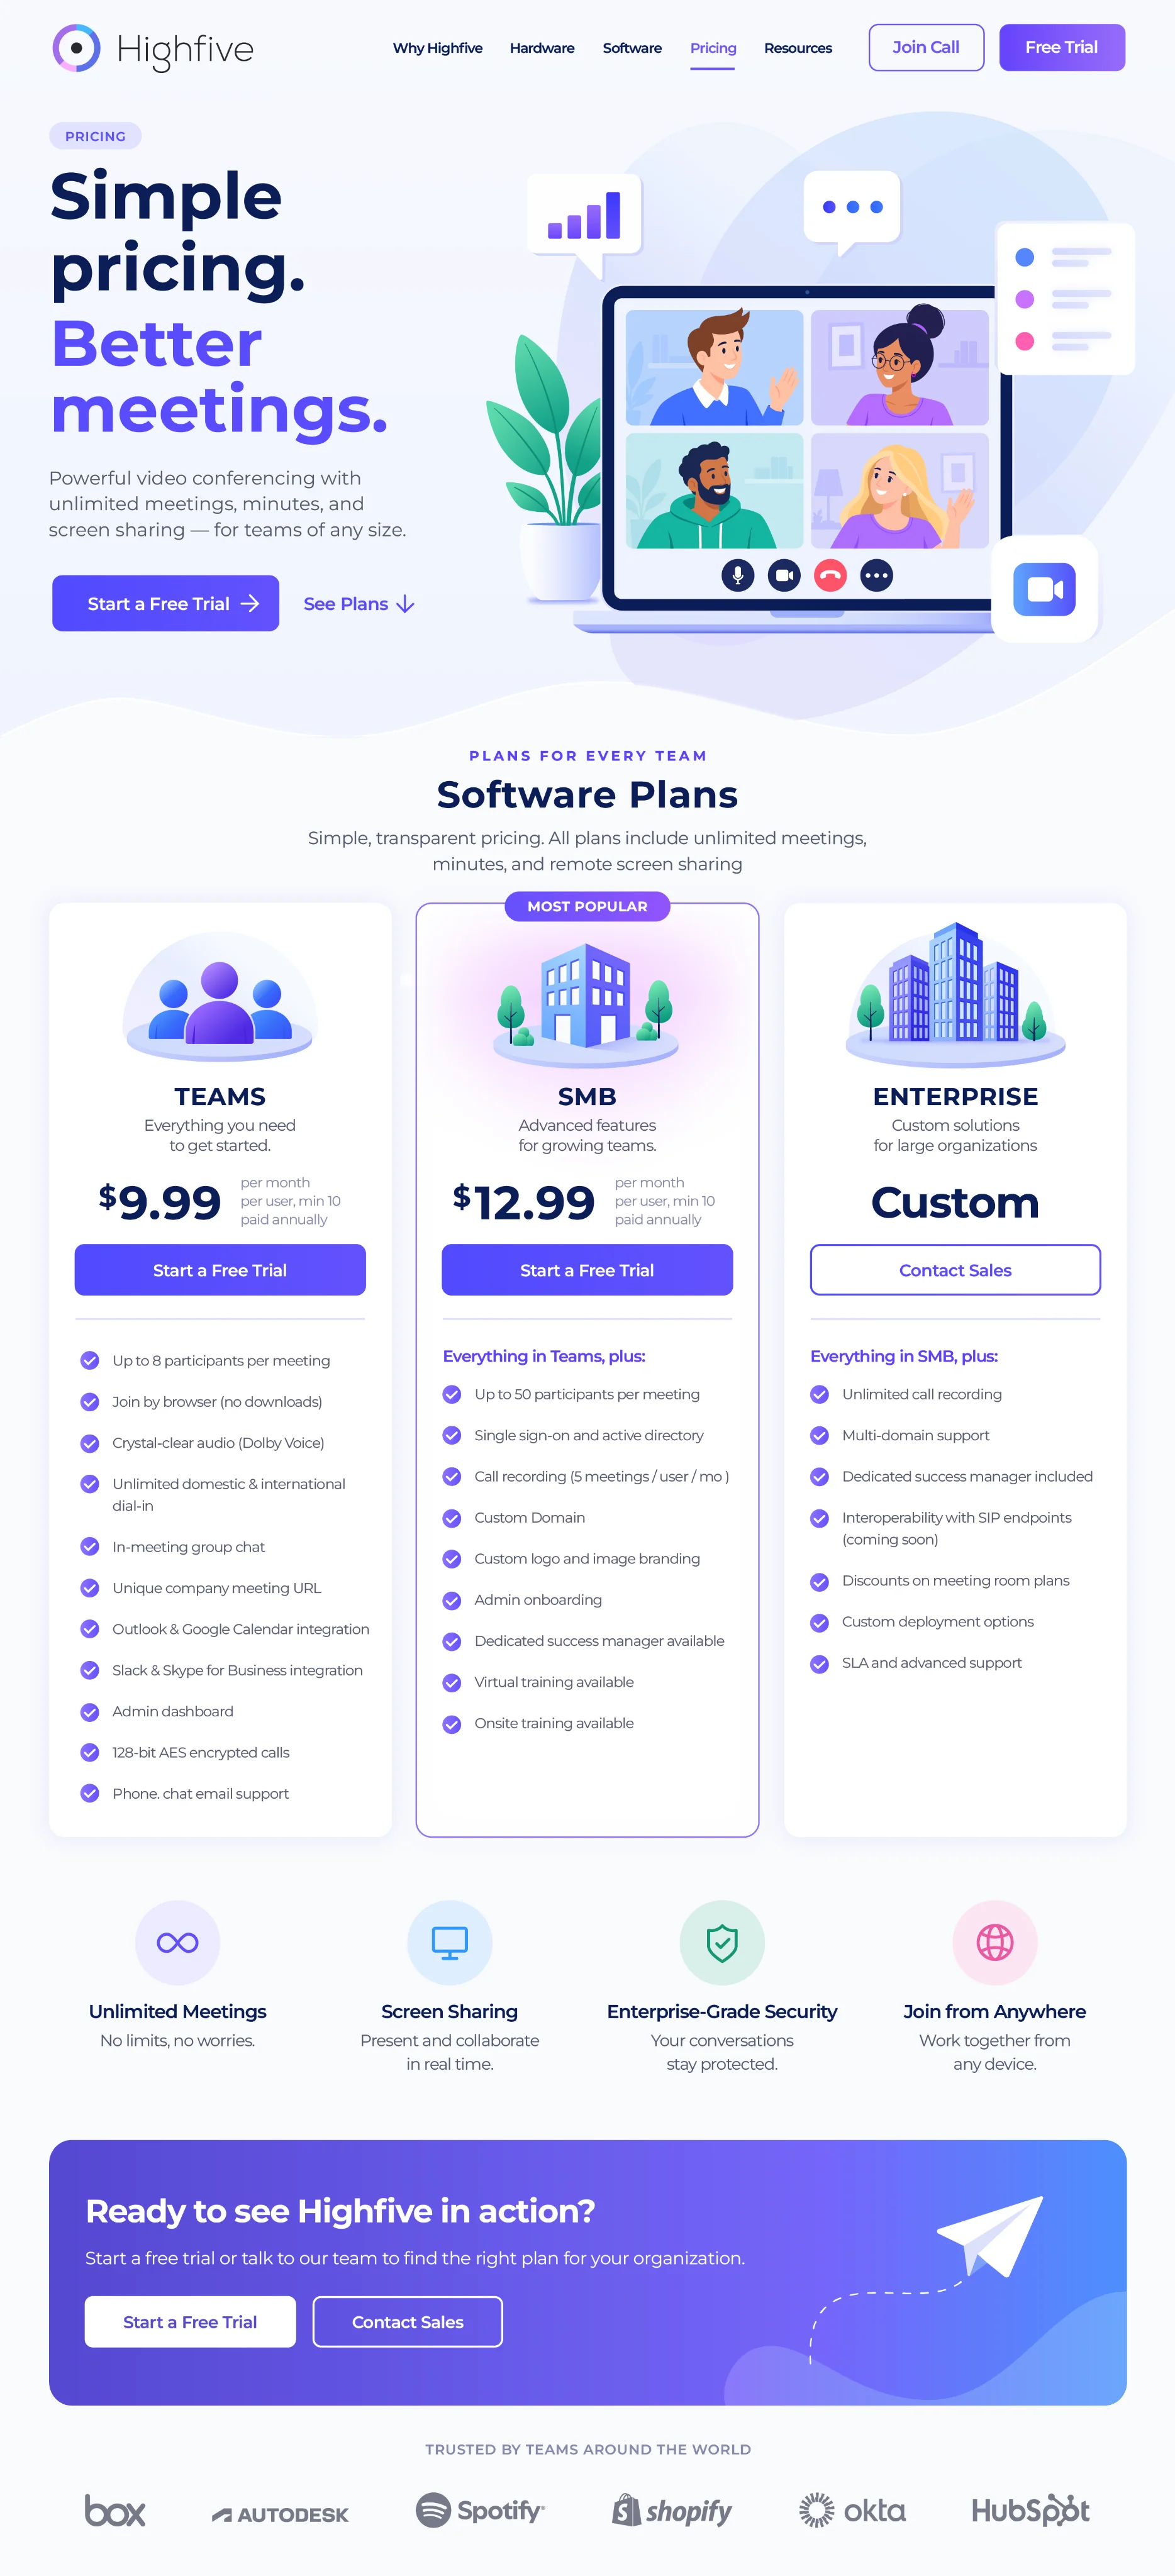 Highfive
Why Highfive
Hardware
Software
Pricing
Resources
Join Call
Free Trial
PRICING
Simple
pricing.
Better
meetings.
Powerful video conferencing with
unlimited meetings, minutes, and
screen sharing — for teams of any size.
Start a Free Trial →
See Plans ↓
PLANS FOR EVERY TEAM
Software Plans
Simple, transparent pricing. All plans include unlimited meetings,
minutes, and remote screen sharing
TEAMS
Everything you need
to get started.
$9.99
per month
per user, min 10
paid annually
Start a Free Trial
Up to 8 participants per meeting
Join by browser (no downloads)
Crystal-clear audio (Dolby Voice)
Unlimited domestic & international
dial-in
In-meeting group chat
Unique company meeting URL
Outlook & Google Calendar integration
Slack & Skype for Business integration
Admin dashboard
128-bit AES encrypted calls
Phone. chat email support
MOST POPULAR
SMB
Advanced features
for growing teams.
$12.99
per month
per user, min 10
paid annually
Start a Free Trial
Everything in Teams, plus:
Up to 50 participants per meeting
Single sign-on and active directory
Call recording (5 meetings / user / mo )
Custom Domain
Custom logo and image branding
Admin onboarding
Dedicated success manager available
Virtual training available
Onsite training available
ENTERPRISE
Custom solutions
for large organizations
Custom
Contact Sales
Everything in SMB, plus:
Unlimited call recording
Multi-domain support
Dedicated success manager included
Interoperability with SIP endpoints
(coming soon)
Discounts on meeting room plans
Custom deployment options
SLA and advanced support
Unlimited Meetings
No limits, no worries.
Screen Sharing
Present and collaborate
in real time.
Enterprise-Grade Security
Your conversations
stay protected.
Join from Anywhere
Work together from
any device.
Ready to see Highfive in action?
Start a free trial or talk to our team to find the right plan for your organization.
Start a Free Trial
Contact Sales
TRUSTED BY TEAMS AROUND THE WORLD
box
AUTODESK
Spotify
shopify
okta
HubSpot